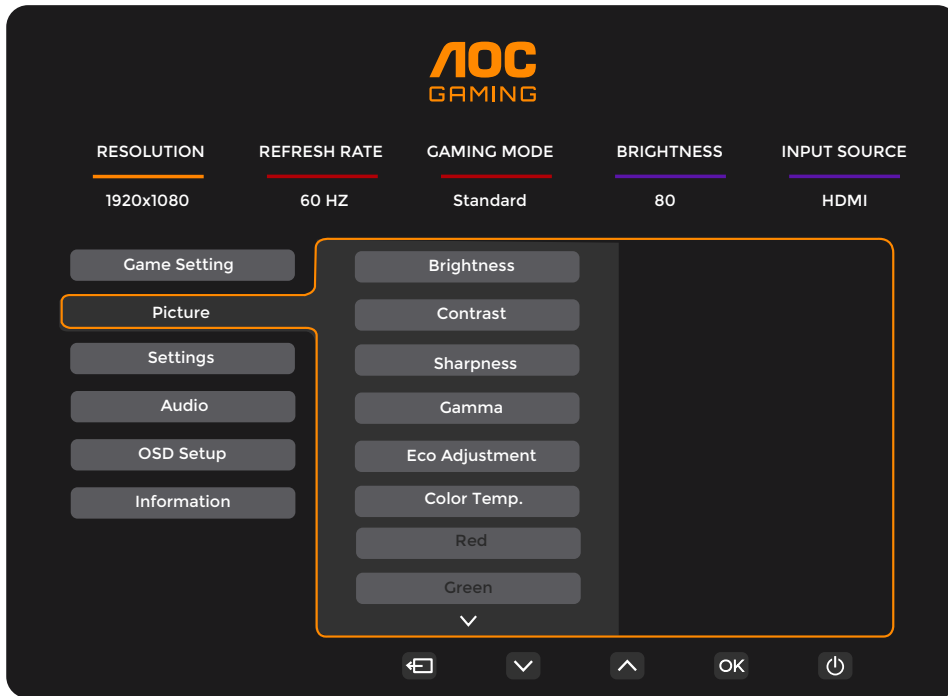 AOC
GAMING
RESOLUTION REFRESH RATE GAMING MODE BRIGHTNESS INPUT SOURCE
1920x1080 60 HZ Standard 80 HDMI
Game Setting
Picture
Settings
Audio
OSD Setup
Information
Brightness
Contrast
Sharpness
Gamma
Eco Adjustment
Color Temp.
Red
Green
OK